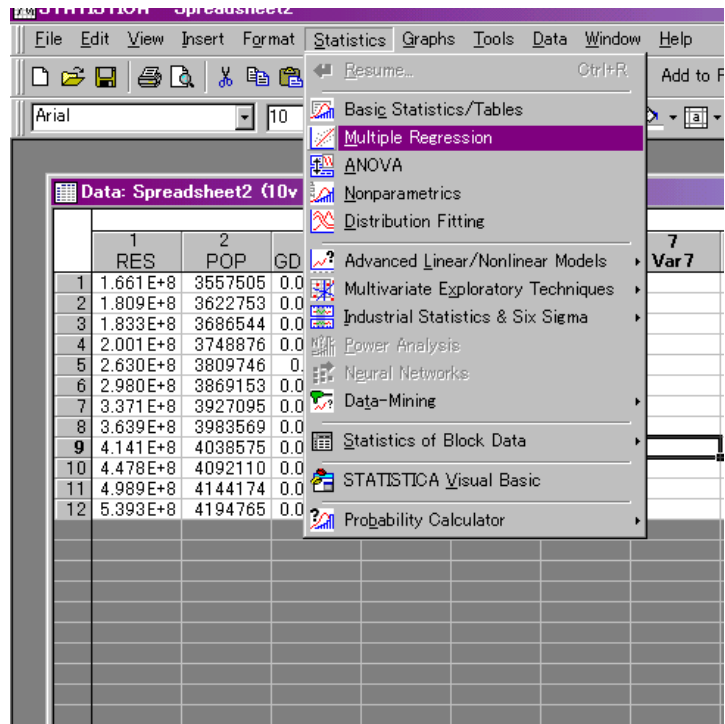 STATISTICA - Spreadsheet2
File Edit View Insert Format Statistics Graphs Tools Data Window Help
Resume... Ctrl+R
Add to R
Arial 10
Basic Statistics/Tables
Multiple Regression
ANOVA
Nonparametrics
Distribution Fitting
Advanced Linear/Nonlinear Models
Multivariate Exploratory Techniques
Industrial Statistics & Six Sigma
Power Analysis
Neural Networks
Data-Mining
Statistics of Block Data
STATISTICA Visual Basic
Probability Calculator
Data: Spreadsheet2 (10v
1 2 7
RES POP GD Var7
1 1.661E+8 3557505 0.0
2 1.809E+8 3622753 0.0
3 1.833E+8 3686544 0.0
4 2.001E+8 3748876 0.0
5 2.630E+8 3809746 0.
6 2.980E+8 3869153 0.0
7 3.371E+8 3927095 0.0
8 3.639E+8 3983569 0.0
9 4.141E+8 4038575 0.0
10 4.478E+8 4092110 0.0
11 4.989E+8 4144174 0.0
12 5.393E+8 4194765 0.0